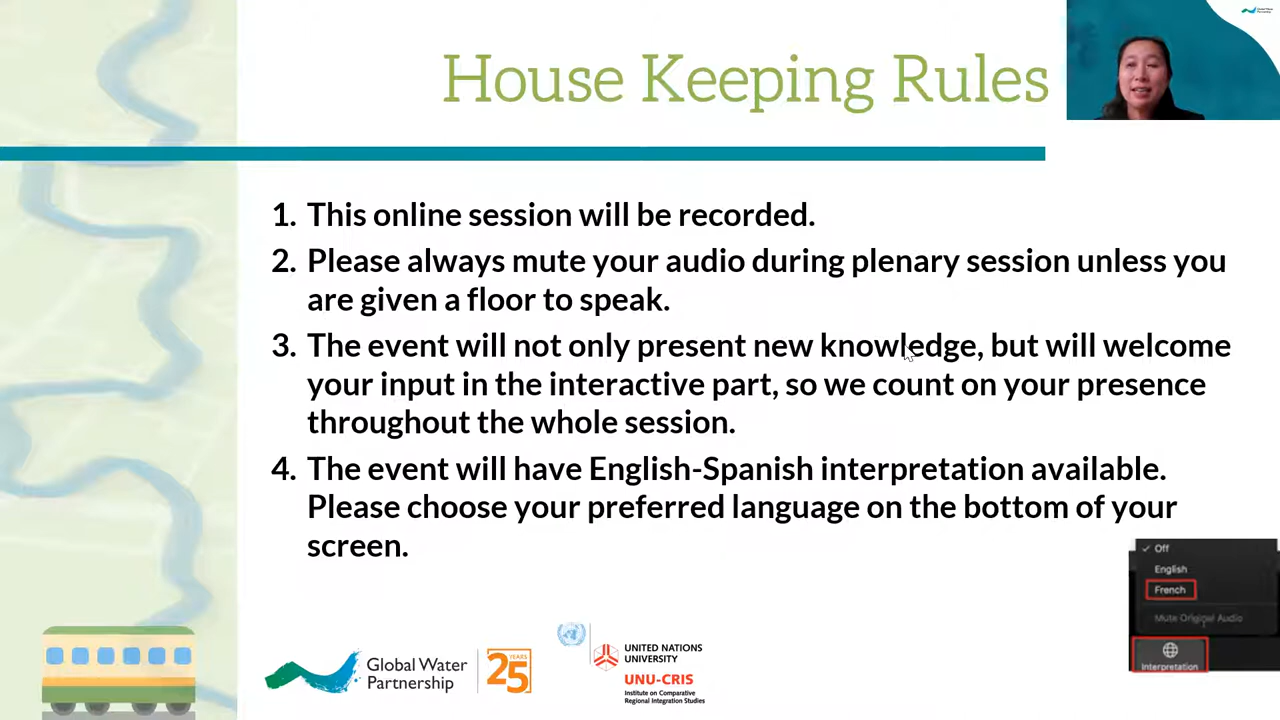 House Keeping Rules
1. This online session will be recorded.
2. Please always mute your audio during plenary session unless you
are given a floor to speak.
3. The event will not only present new knowledge, but will welcome
your input in the interactive part, so we count on your presence
throughout the whole session.
4. The event will have English-Spanish interpretation available.
Please choose your preferred language on the bottom of your
screen.
Off
English
French
Mute Original Audio
Interpretation
Global Water
Partnership
25
YEARS
UNITED NATIONS
UNIVERSITY
UNU-CRIS
Institute on Comparative
Regional Integration Studies